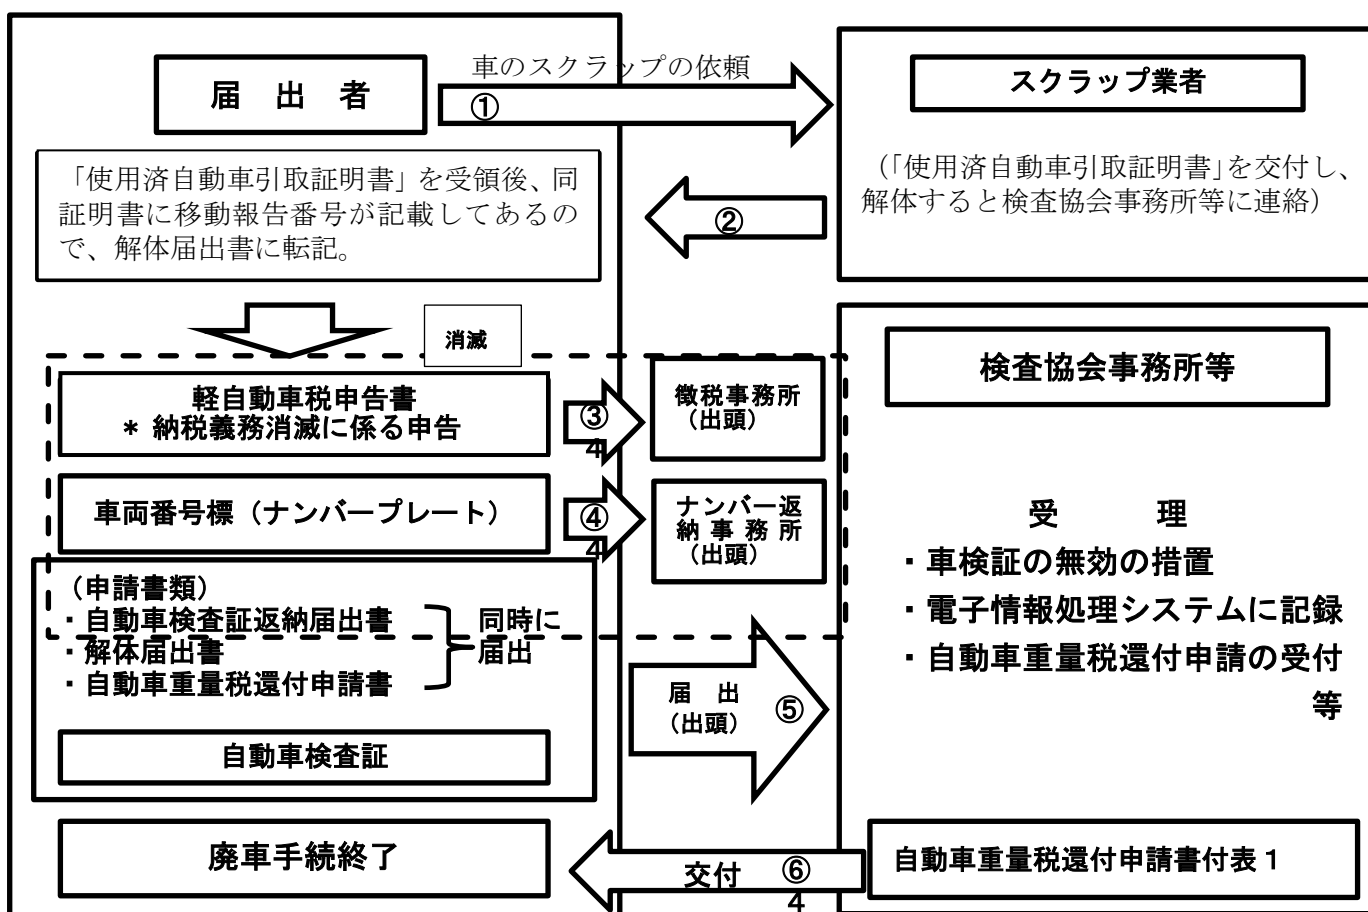 届　出　者
車のスクラップの依頼
①
スクラップ業者
「使用済自動車引取証明書」を受領後、同
証明書に移動報告番号が記載してあるの
で、解体届出書に転記。
②
（「使用済自動車引取証明書」を交付し、
解体すると検査協会事務所等に連絡）
消滅
軽自動車税申告書
* 納税義務消滅に係る申告
③
4
徴税事務所
（出頭）
車両番号標（ナンバープレート）
④
4
ナンバー返
納 事 務 所
（出頭）
（申請書類）
・自動車検査証返納届出書
・解体届出書
・自動車重量税還付申請書
同時に
届出
自動車検査証
届　出
（出頭）
⑤
検査協会事務所等
受　　　理
・車検証の無効の措置
・電子情報処理システムに記録
・自動車重量税還付申請の受付
等
廃車手続終了
交付
⑥
4
自動車重量税還付申請書付表１